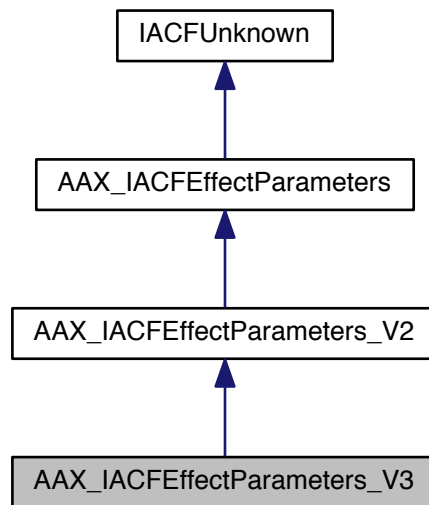 IACFUnknown
AAX_IACFEffectParameters
AAX_IACFEffectParameters_V2
AAX_IACFEffectParameters_V3